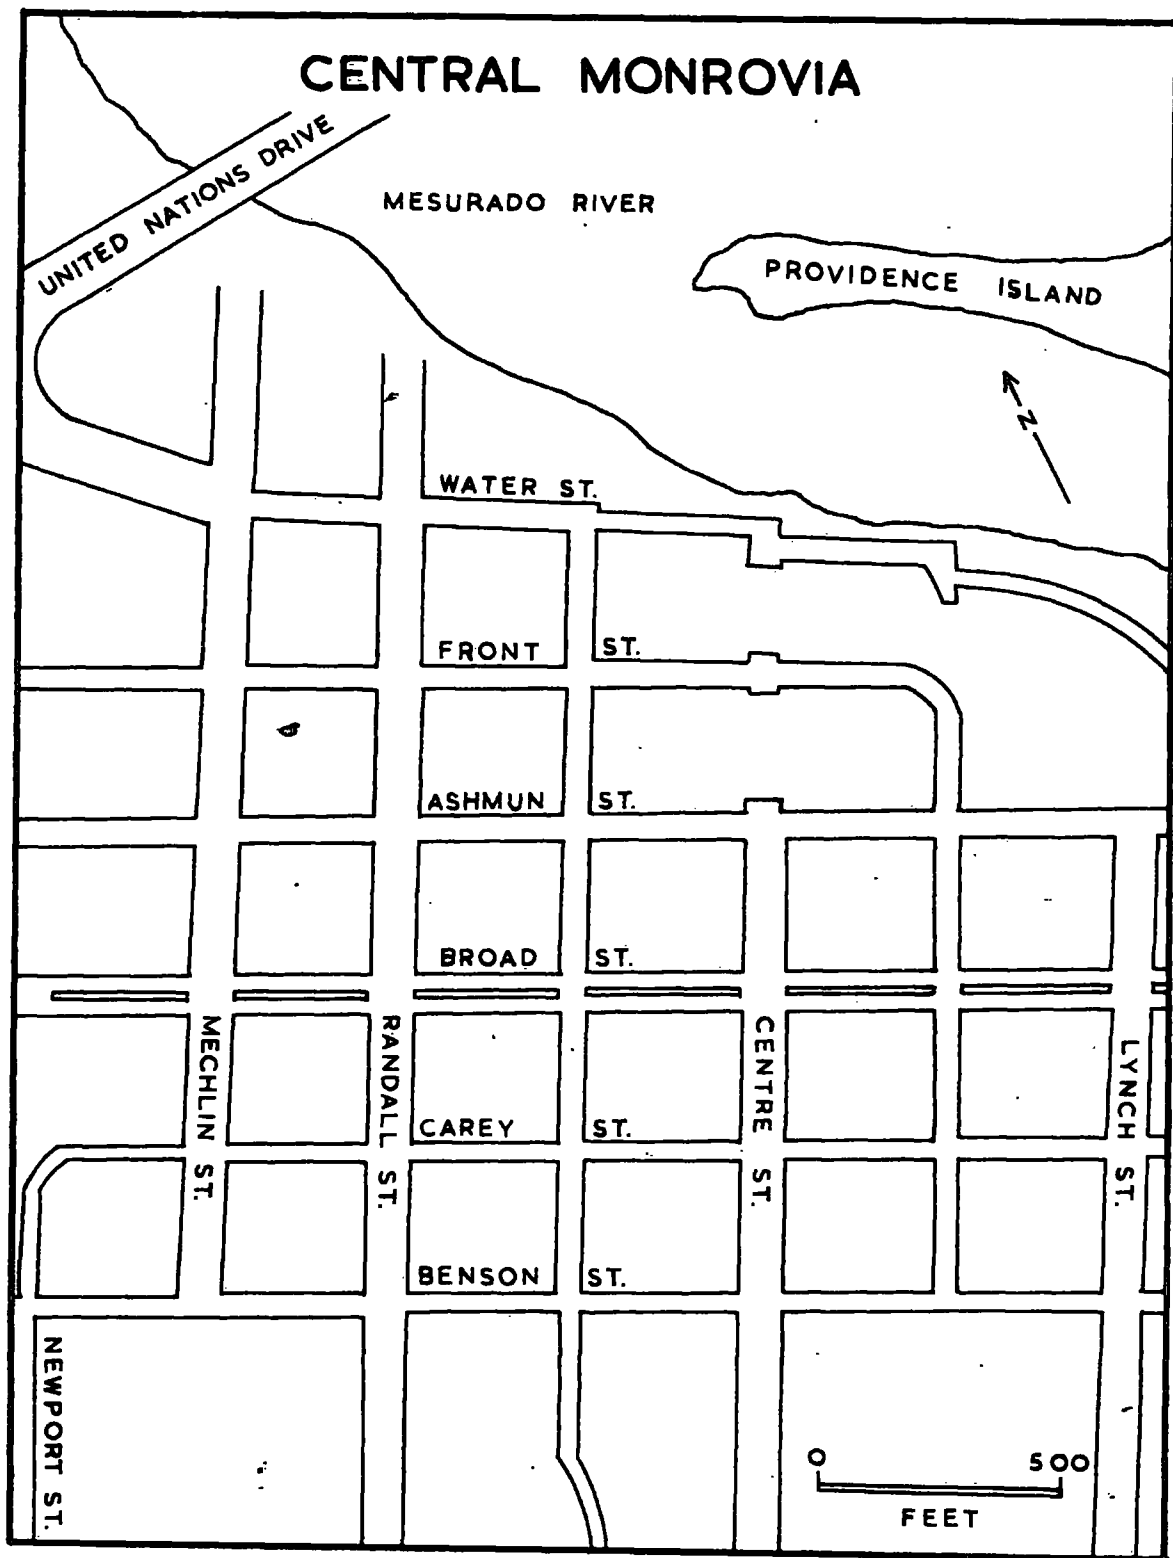 CENTRAL MONROVIA
UNITED NATIONS DRIVE
MESURADO RIVER
PROVIDENCE ISLAND
N
WATER ST.
FRONT ST.
ASHMUN ST.
BROAD ST.
MECHLIN ST.
RANDALL ST.
CENTRE ST.
LYNCH ST.
CAREY ST.
BENSON ST.
NEWPORT ST.
0 500
FEET